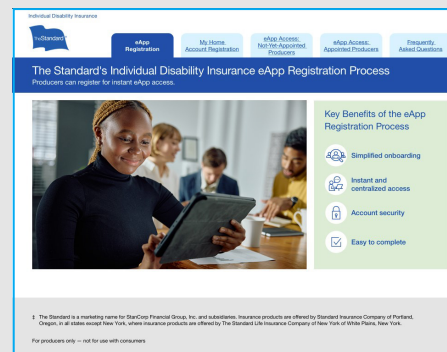 Individual Disability Insurance
The Standard
eApp
Registration
My Home
Account Registration
eApp Access:
Not-Yet-Appointed
Producers
eApp Access:
Appointed Producers
Frequently
Asked Questions
The Standard's Individual Disability Insurance eApp Registration Process
Producers can register for instant eApp access.
Key Benefits of the eApp
Registration Process
Simplified onboarding
Instant and
centralized access
Account security
Easy to complete
‡ The Standard is a marketing name for StanCorp Financial Group, Inc. and subsidiaries. Insurance products are offered by Standard Insurance Company of Portland,
Oregon, in all states except New York, where insurance products are offered by The Standard Life Insurance Company of New York of White Plains, New York.
For producers only — not for use with consumers